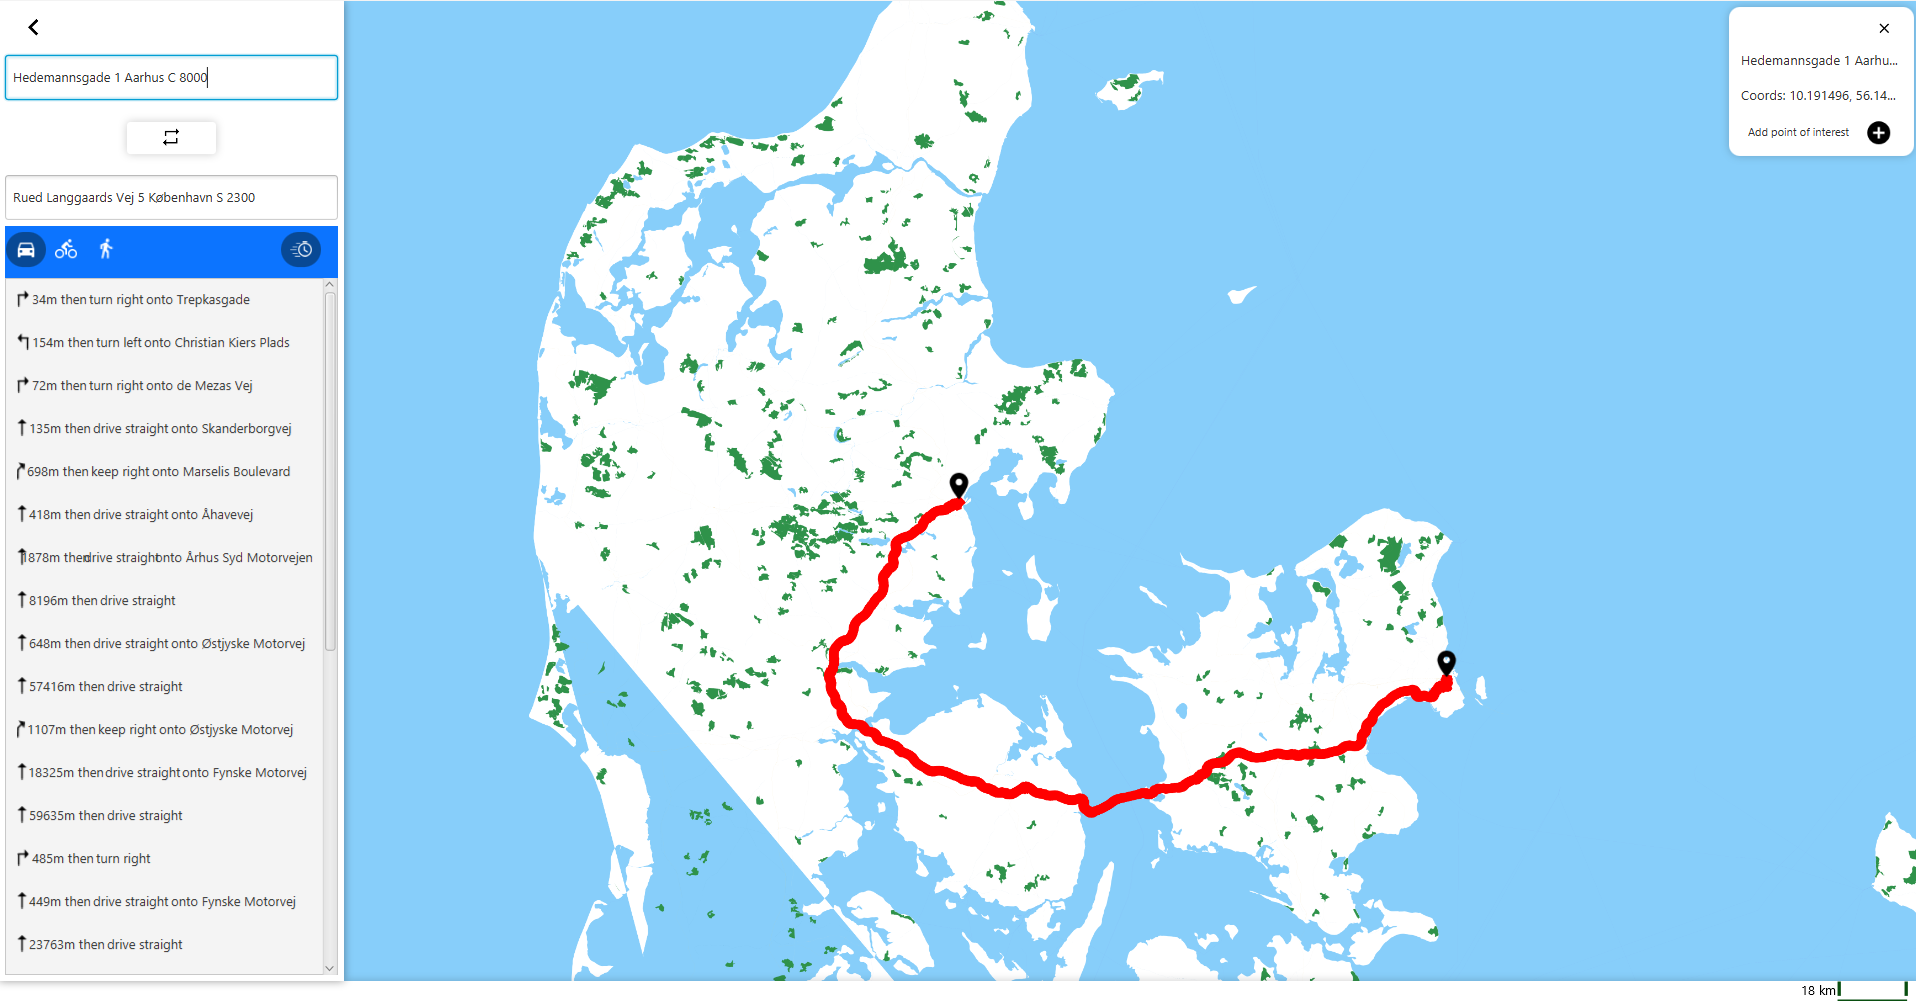 Hedemannsgade 1 Aarhus C 8000
Rued Langgaards Vej 5 København S 2300
34m then turn right onto Trepkasgade
154m then turn left onto Christian Kiers Plads
72m then turn right onto de Mezas Vej
135m then drive straight onto Skanderborgvej
698m then keep right onto Marselis Boulevard
418m then drive straight onto Åhavevej
1878m then drive straight onto Århus Syd Motorvejen
8196m then drive straight
648m then drive straight onto Østjyske Motorvej
57416m then drive straight
1107m then keep right onto Østjyske Motorvej
18325m then drive straight onto Fynske Motorvej
59635m then drive straight
485m then turn right
449m then drive straight onto Fynske Motorvej
23763m then drive straight
Hedemannsgade 1 Aarhu...
Coords: 10.191496, 56.14...
Add point of interest
18 km